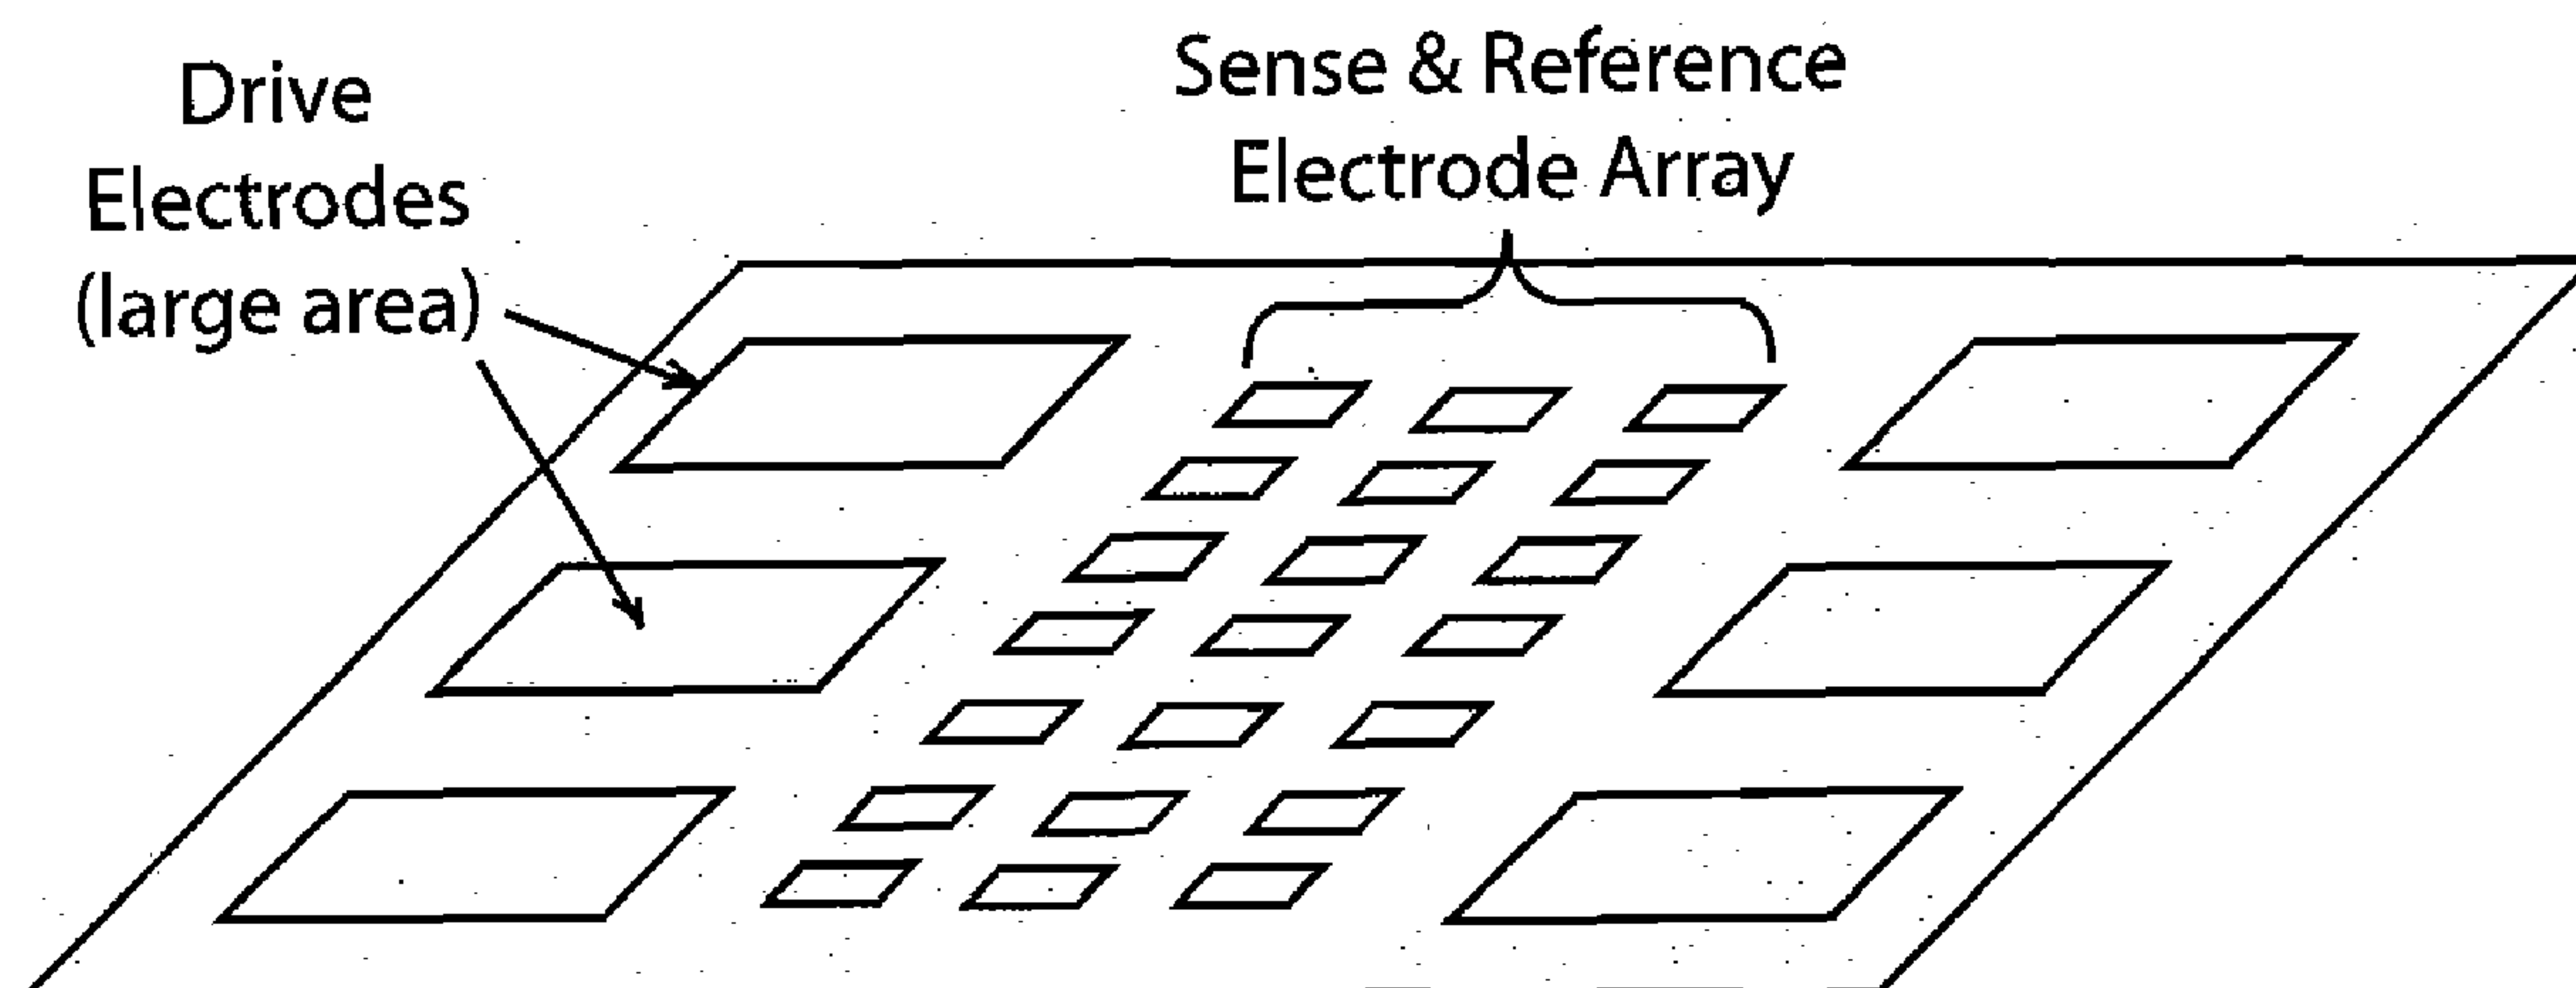 Drive
Electrodes
(large area)
Sense & Reference
Electrode Array